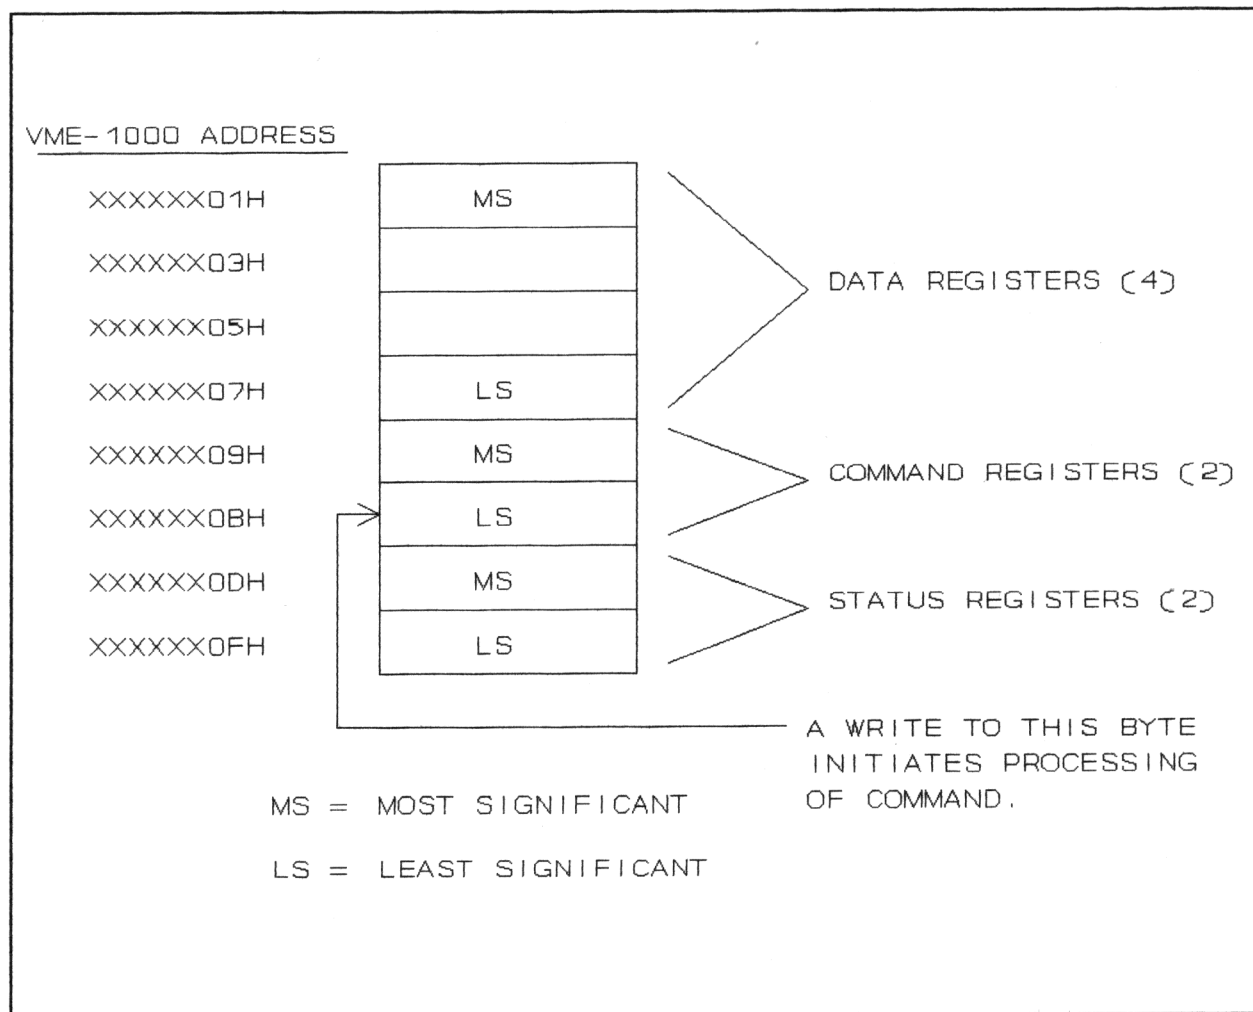 VME-1000 ADDRESS
XXXXXX01H MS
XXXXXX03H
DATA REGISTERS (4)
XXXXXX05H
XXXXXX07H LS
XXXXXX09H MS
COMMAND REGISTERS (2)
XXXXXX0BH LS
XXXXXX0DH MS
STATUS REGISTERS (2)
XXXXXX0FH LS
A WRITE TO THIS BYTE
INITIATES PROCESSING
OF COMMAND.
MS = MOST SIGNIFICANT
LS = LEAST SIGNIFICANT